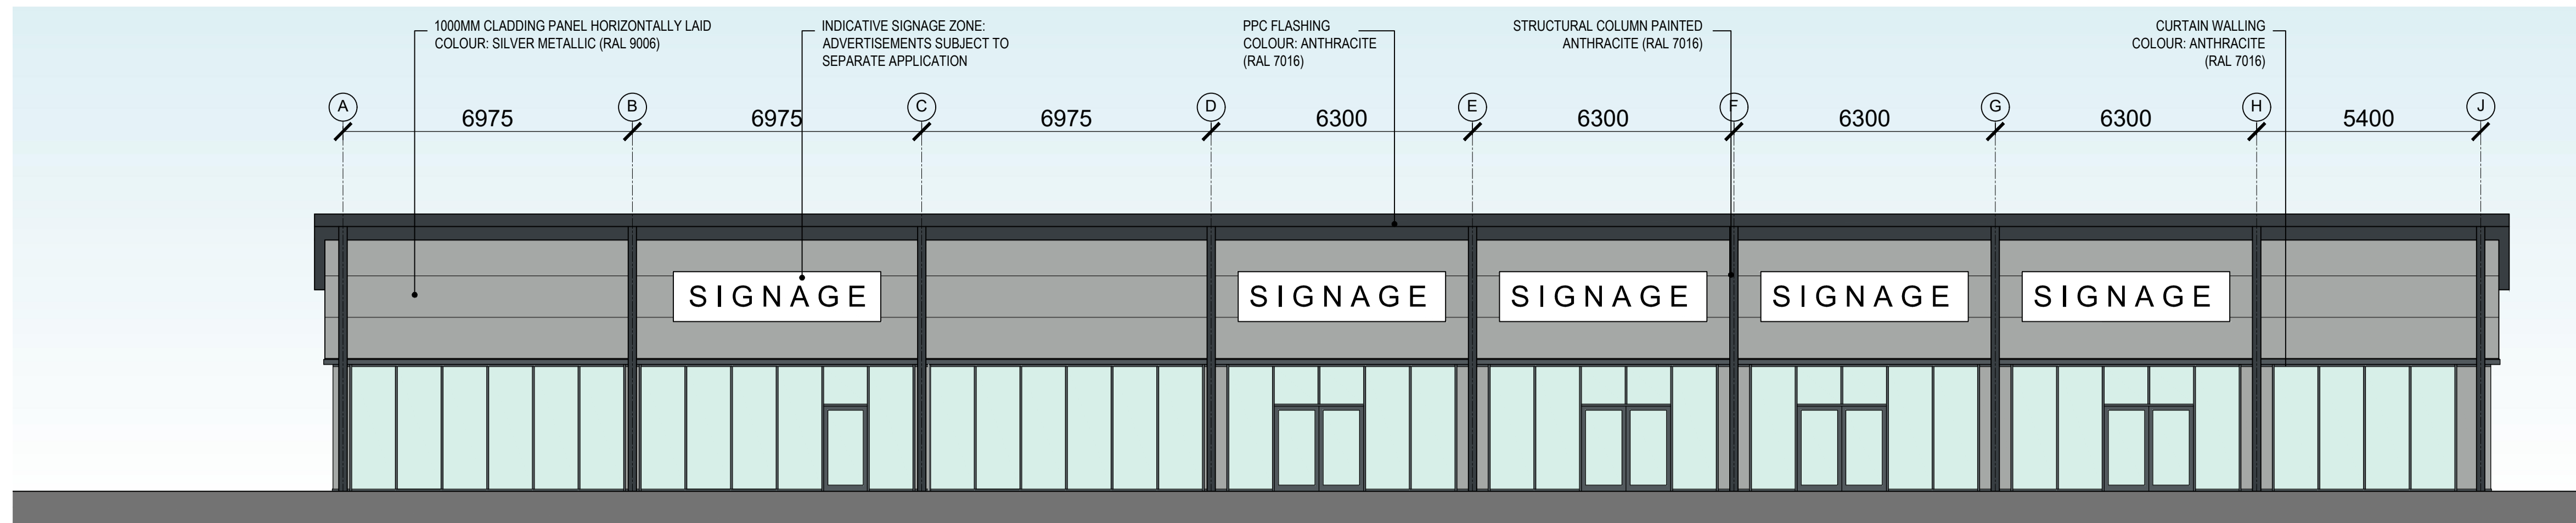 1000MM CLADDING PANEL HORIZONTALLY LAID
COLOUR: SILVER METALLIC (RAL 9006)
INDICATIVE SIGNAGE ZONE:
ADVERTISEMENTS SUBJECT TO
SEPARATE APPLICATION
PPC FLASHING
COLOUR: ANTHRACITE
(RAL 7016)
STRUCTURAL COLUMN PAINTED
ANTHRACITE (RAL 7016)
CURTAIN WALLING
COLOUR: ANTHRACITE
(RAL 7016)
A B C D E F G H J
6975 6975 6975 6300 6300 6300 6300 5400
SIGNAGE SIGNAGE SIGNAGE SIGNAGE SIGNAGE